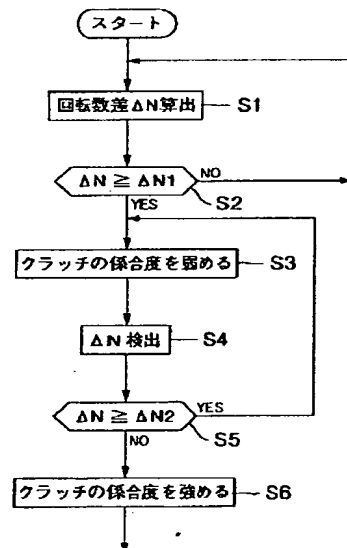 スタート
回転数差ΔN算出 S1
ΔN ≧ ΔN1 NO
S2
YES
クラッチの係合度を弱める S3
ΔN 検出 S4
ΔN ≧ ΔN2 YES
S5
NO
クラッチの係合度を強める S6